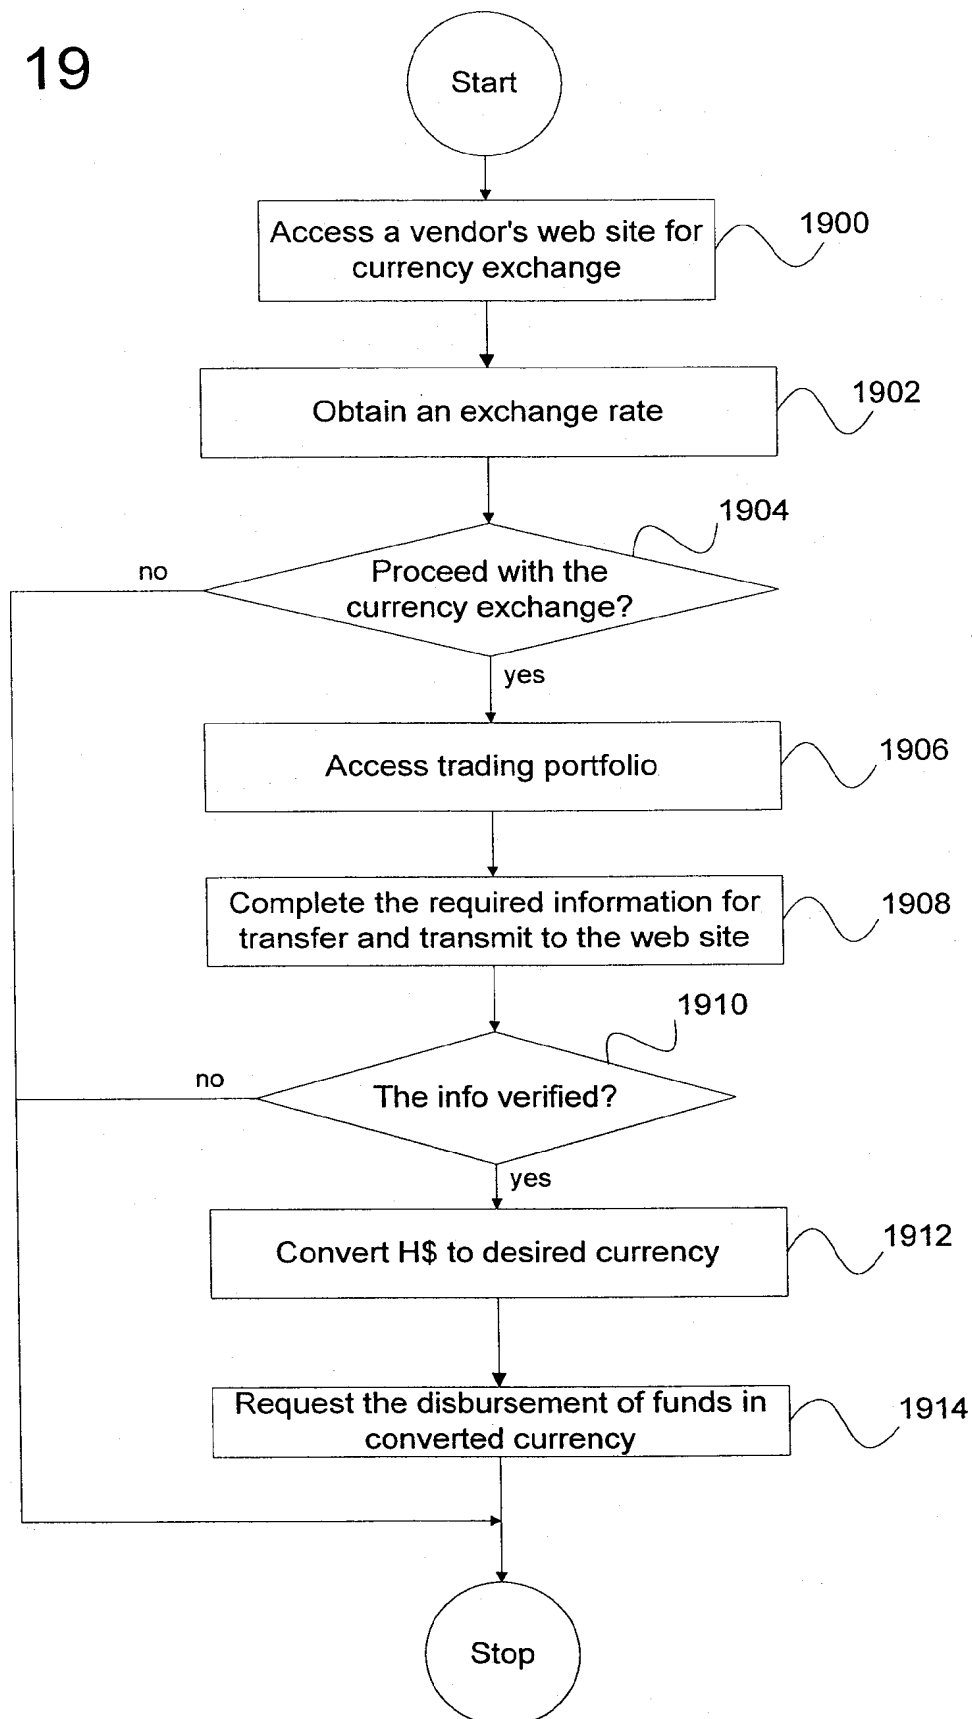 19
Start
Access a vendor's web site for
currency exchange
1900
Obtain an exchange rate
1902
1904
Proceed with the
currency exchange?
no
yes
Access trading portfolio
1906
Complete the required information for
transfer and transmit to the web site
1908
1910
The info verified?
no
yes
Convert H$ to desired currency
1912
Request the disbursement of funds in
converted currency
1914
Stop